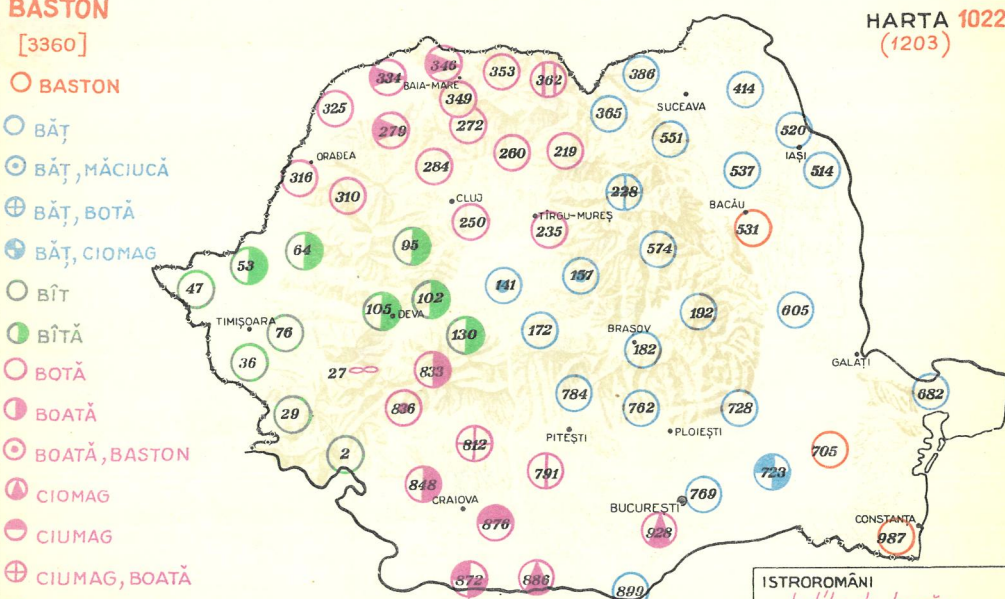 BASTON
[3360]
HARTA 1022
(1203)
BASTON
BĂȚ
BĂȚ, MĂCIUCĂ
BĂȚ, BOTĂ
BĂȚ, CIOMAG
BÎT
BÎTĂ
BOTĂ
BOATĂ
BOATĂ, BASTON
CIOMAG
CIUMAG
CIUMAG, BOATĂ
346
334
353
362
386
BAIA-MARE
414
325
349
SUCEAVA
365
279
272
551
520
IAȘI
ORADEA
284
260
219
316
537
514
310
228
CLUJ
BACĂU
250
TÎRGU-MUREȘ
235
531
64
95
574
53
47
141
157
102
105
DEVA
192
605
TIMIȘOARA
76
130
172
BRAȘOV
182
36
GALAȚI
27
833
784
682
29
836
762
728
PITEȘTI
PLOIEȘTI
2
812
705
791
723
848
769
CRAIOVA
BUCUREȘTI
876
928
CONSTANȚA
987
872
886
899
ISTROROMÂNI